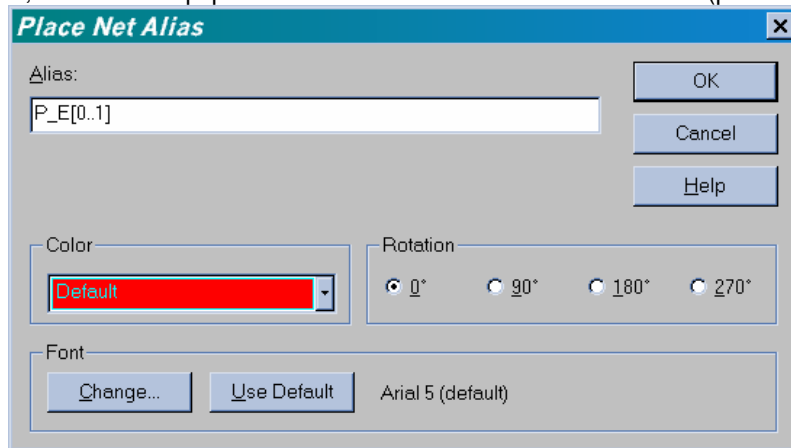 Place Net Alias
Alias:
OK
P_E[0..1]
Cancel
Help
Color
Rotation
Default
0°
90°
180°
270°
Font
Change...
Use Default
Arial 5 (default)